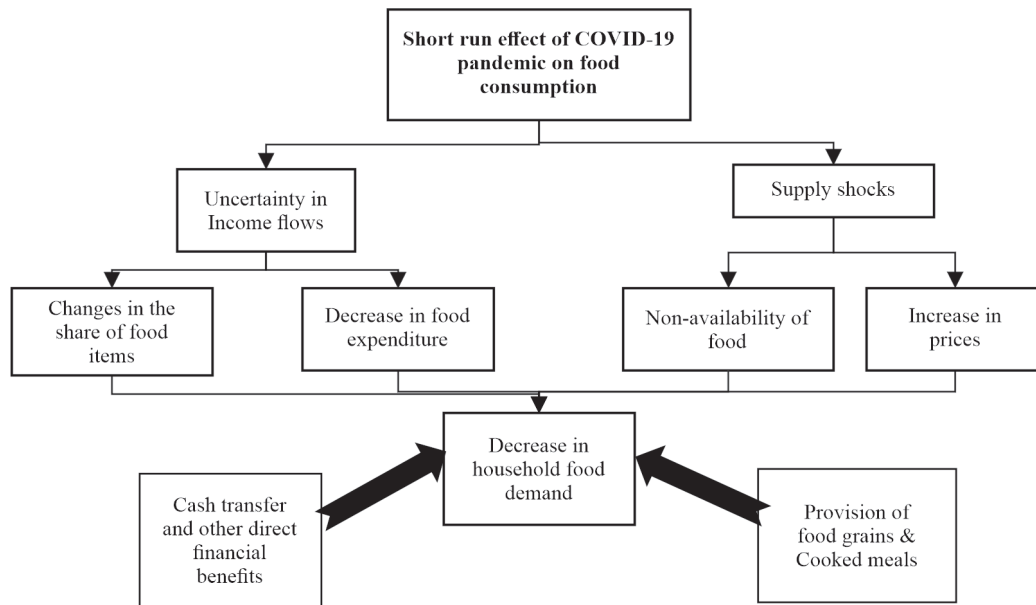 Short run effect of COVID-19
pandemic on food
consumption
Uncertainty in
Income flows
Supply shocks
Changes in the
share of food
items
Decrease in food
expenditure
Non-availability of
food
Increase in
prices
Decrease in
household food
demand
Cash transfer
and other direct
financial
benefits
Provision of
food grains &
Cooked meals